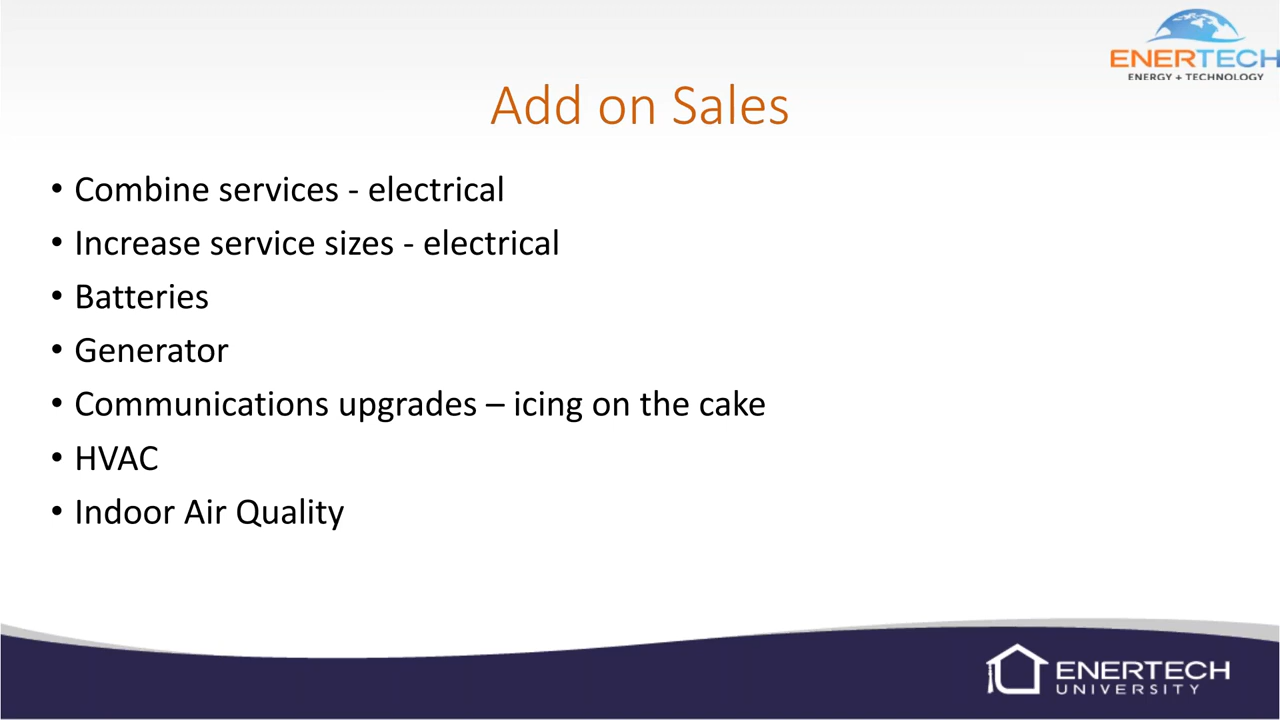 ENERTECH
ENERGY + TECHNOLOGY
Add on Sales
• Combine services - electrical
• Increase service sizes - electrical
• Batteries
• Generator
• Communications upgrades – icing on the cake
• HVAC
• Indoor Air Quality
ENERTECH
UNIVERSITY